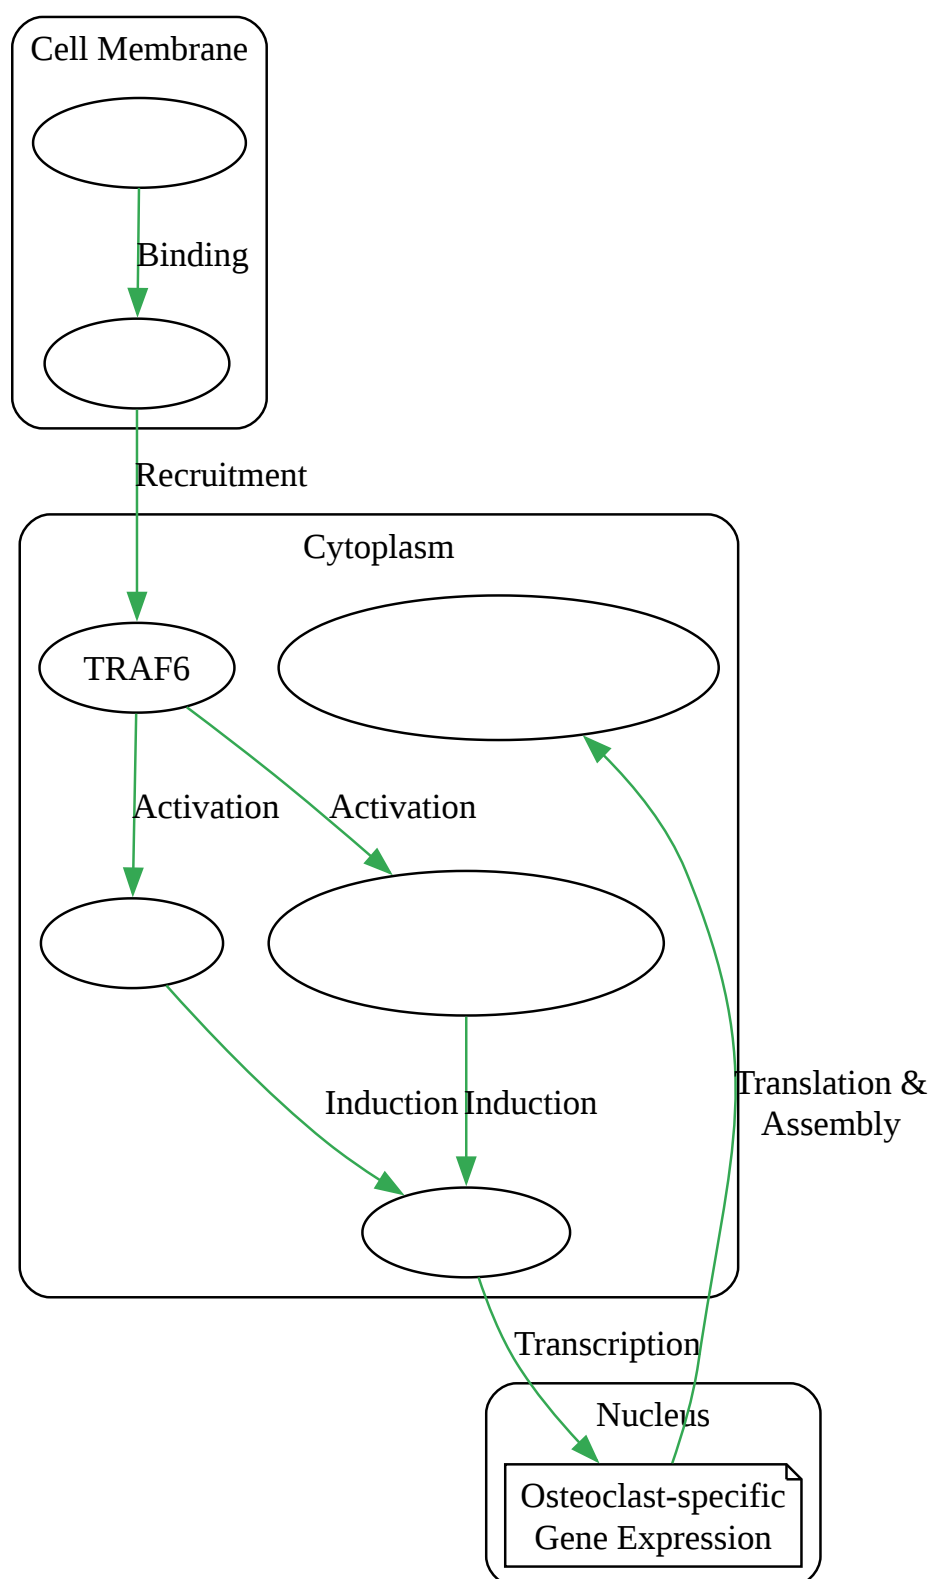 Cell Membrane
Binding
Recruitment
Cytoplasm
TRAF6
Activation
Activation
Induction
Induction
Translation &
Assembly
Transcription
Nucleus
Osteoclast-specific
Gene Expression